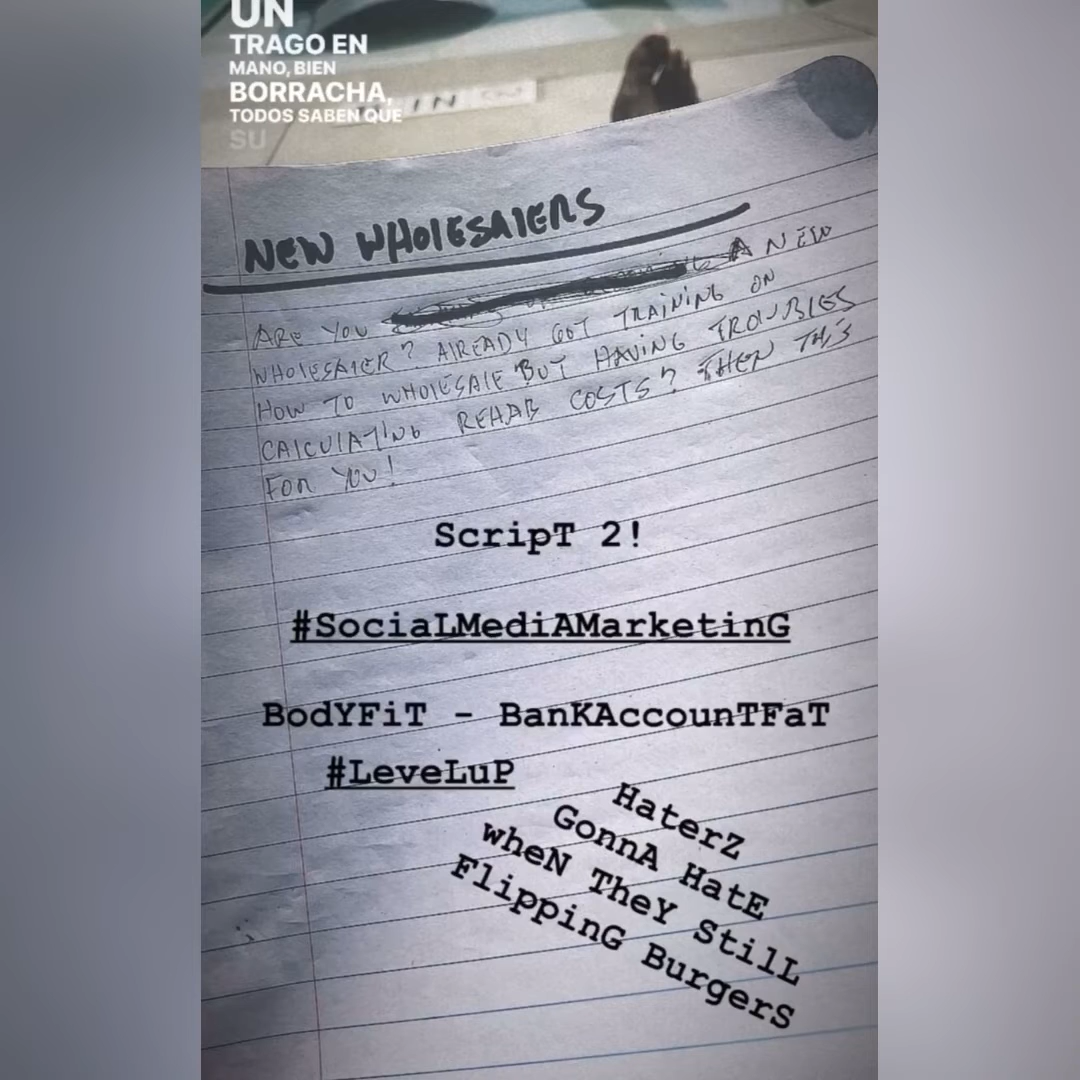 UN
TRAGO EN
MANO, BIEN
BORRACHA,
TODOS SABEN QUE
SU
NEW WHOlESAlERS
ARE YOU A NEW
WHOlESAlER? AlREADY GOT TRAINING ON
HOW TO WHOlESAlE BUT HAVING TROUBlES
CAlCUlATING REHAB COSTS? THEN THIS
FOR YOU!
ScripT 2!
#SociaLMediAMarketinG
BodYFiT - BanKAccounTFaT
#LeveLuP
HaterZ
GonnA HatE
wheN TheY StilL
FlippinG BurgerS